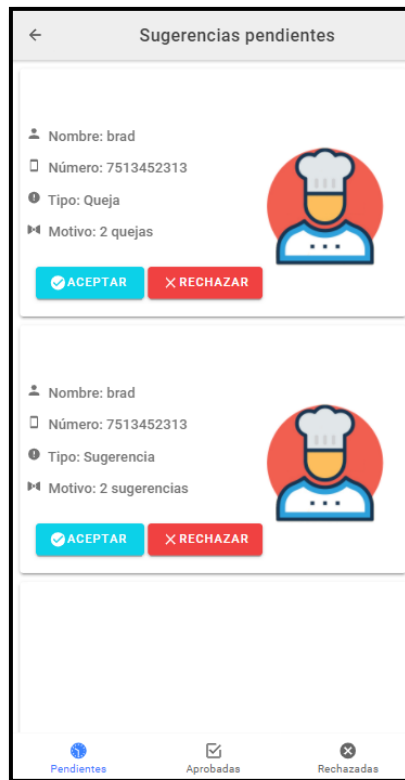 Sugerencias pendientes
Nombre: brad
Número: 7513452313
Tipo: Queja
Motivo: 2 quejas
ACEPTAR RECHAZAR
Nombre: brad
Número: 7513452313
Tipo: Sugerencia
Motivo: 2 sugerencias
ACEPTAR RECHAZAR
Pendientes Aprobadas Rechazadas